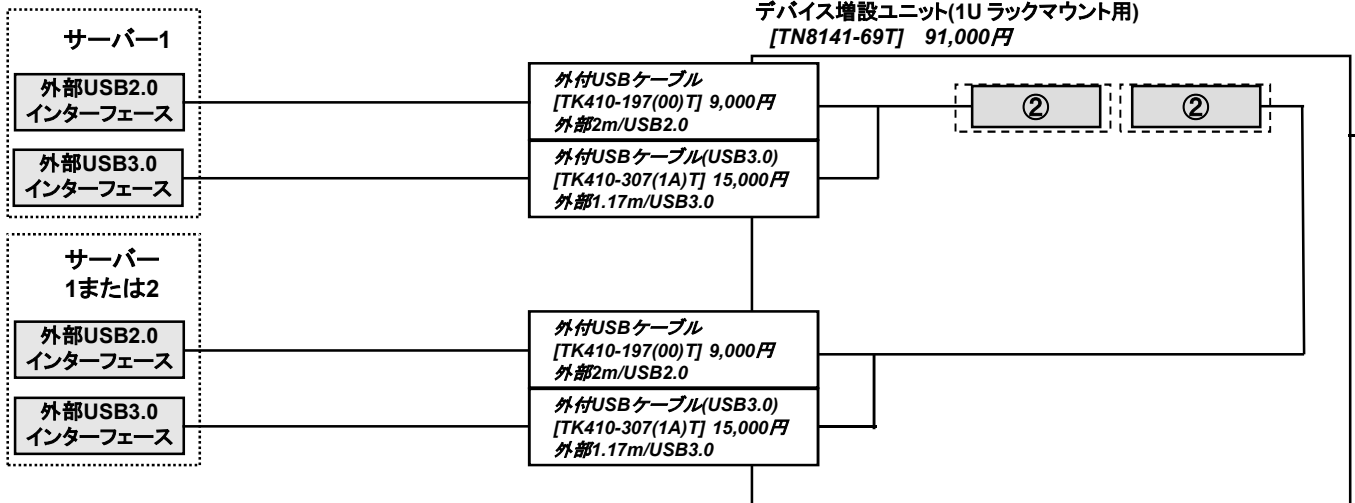 デバイス増設ユニット(1U ラックマウント用)
[TN8141-69T] 91,000円
サーバー1
外部USB2.0
インターフェース
外付USBケーブル
[TK410-197(00)T] 9,000円
外部2m/USB2.0
②
②
外部USB3.0
インターフェース
外付USBケーブル(USB3.0)
[TK410-307(1A)T] 15,000円
外部1.17m/USB3.0
サーバー
1または2
外部USB2.0
インターフェース
外付USBケーブル
[TK410-197(00)T] 9,000円
外部2m/USB2.0
外部USB3.0
インターフェース
外付USBケーブル(USB3.0)
[TK410-307(1A)T] 15,000円
外部1.17m/USB3.0